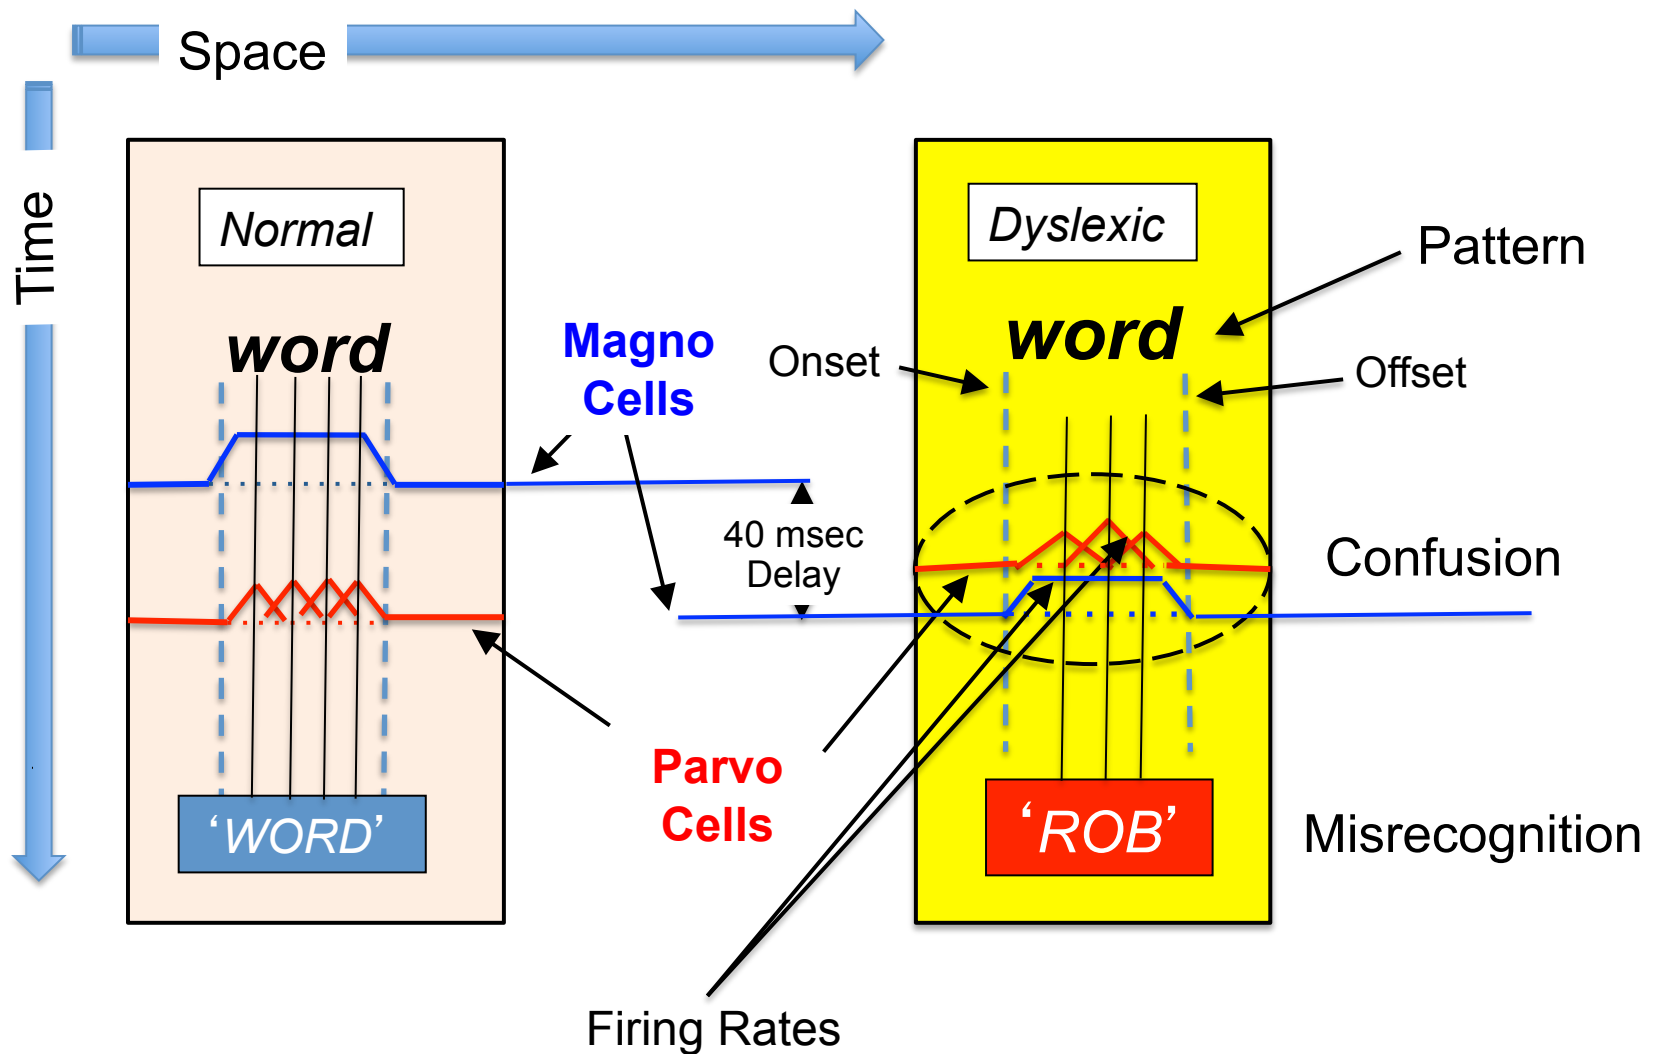 Space
Time
Normal
Dyslexic
Pattern
word
Magno
Cells
Onset
word
Offset
40 msec
Delay
Confusion
Parvo
Cells
‘WORD’
‘ROB’
Misrecognition
Firing Rates